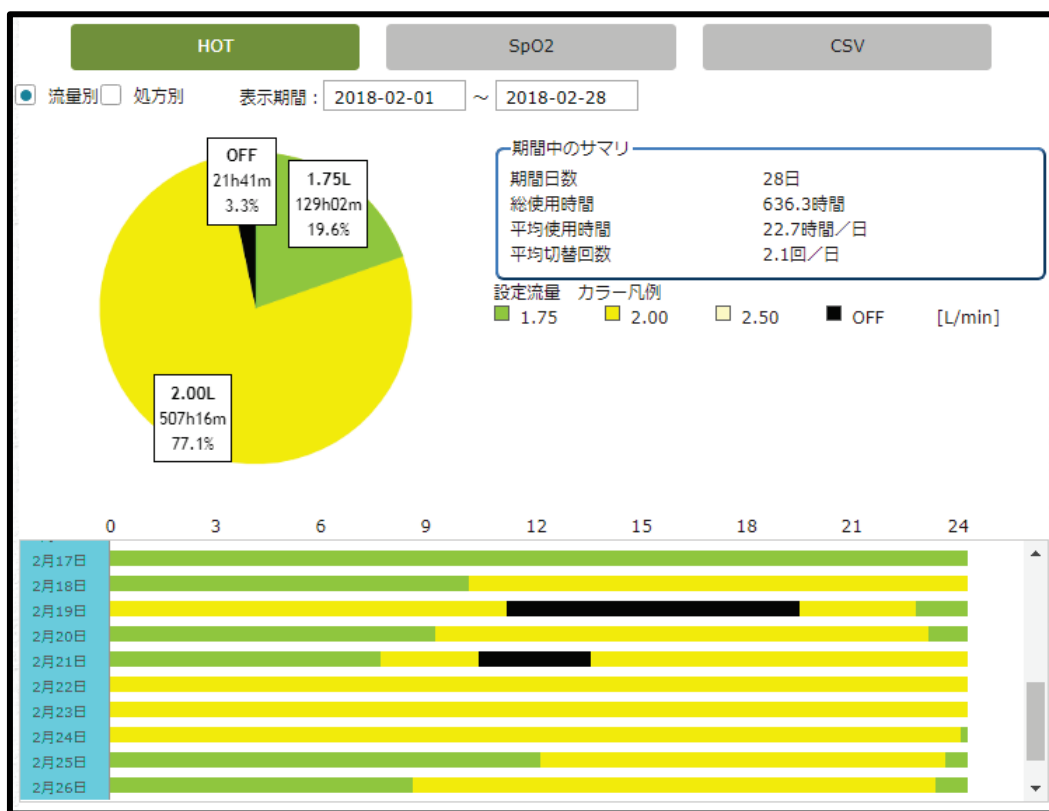 HOT
SpO2
CSV
流量別 処方別 表示期間： 2018-02-01 ～ 2018-02-28
OFF
21h41m
3.3%
1.75L
129h02m
19.6%
2.00L
507h16m
77.1%
期間中のサマリ
期間日数 28日
総使用時間 636.3時間
平均使用時間 22.7時間／日
平均切替回数 2.1回／日
設定流量 カラー凡例
1.75 2.00 2.50 OFF [L/min]
0 3 6 9 12 15 18 21 24
2月17日
2月18日
2月19日
2月20日
2月21日
2月22日
2月23日
2月24日
2月25日
2月26日